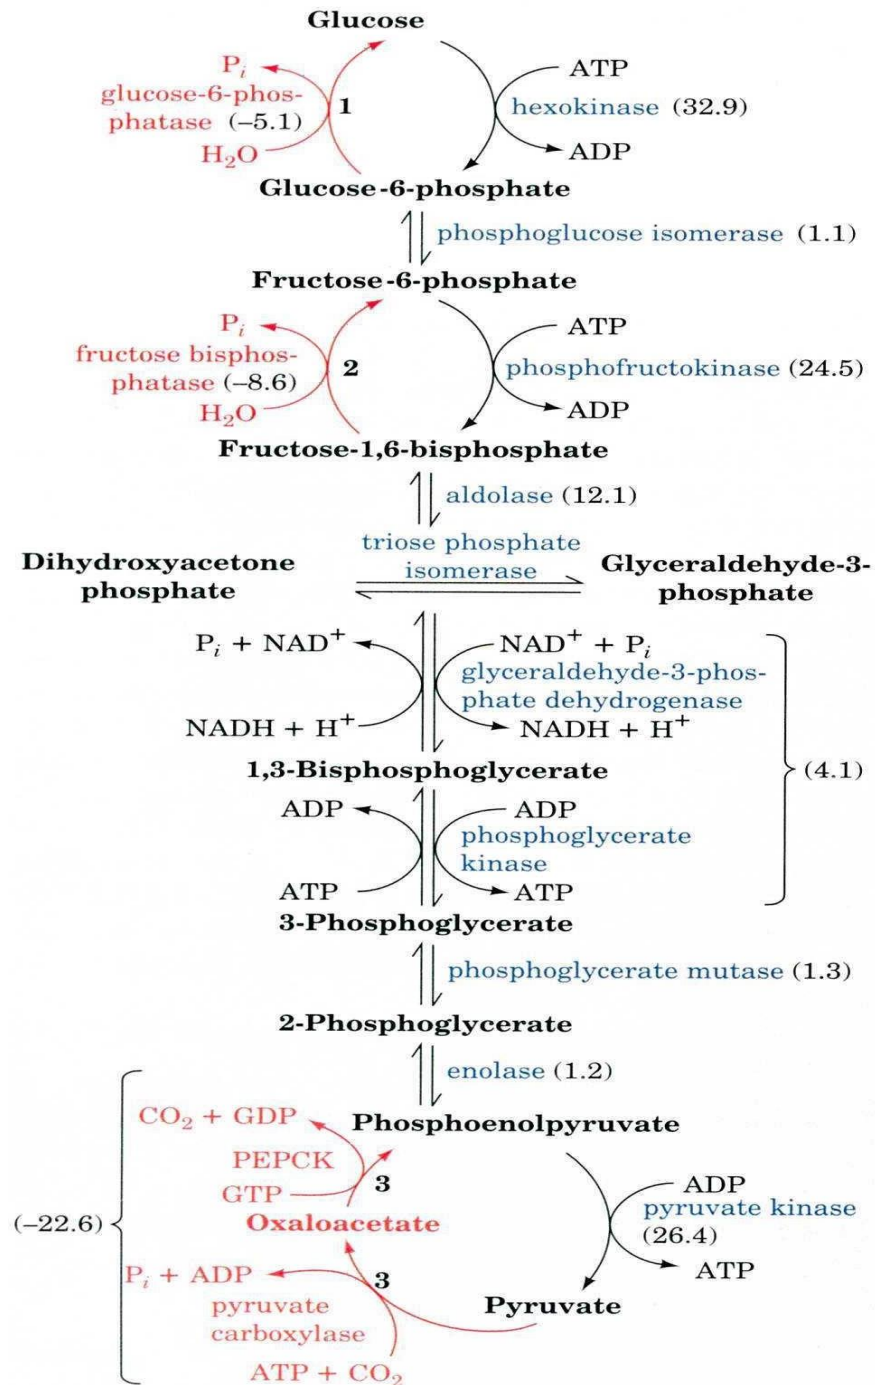 Glucose
P_i
ATP
glucose-6-phos-
phatase (–5.1)
1
hexokinase (32.9)
H₂O
ADP
Glucose-6-phosphate
phosphoglucose isomerase (1.1)
Fructose-6-phosphate
P_i
ATP
fructose bisphos-
phatase (–8.6)
2
phosphofructokinase (24.5)
H₂O
ADP
Fructose-1,6-bisphosphate
aldolase (12.1)
Dihydroxyacetone
phosphate
triose phosphate
isomerase
Glyceraldehyde-3-
phosphate
P_i + NAD⁺
NAD⁺ + P_i
glyceraldehyde-3-phos-
phate dehydrogenase
NADH + H⁺
NADH + H⁺
1,3-Bisphosphoglycerate
(4.1)
ADP
ADP
phosphoglycerate
kinase
ATP
ATP
3-Phosphoglycerate
phosphoglycerate mutase (1.3)
2-Phosphoglycerate
enolase (1.2)
CO₂ + GDP
Phosphoenolpyruvate
PEPCK
3
GTP
ADP
pyruvate kinase
(26.4)
(–22.6)
Oxaloacetate
ATP
P_i + ADP
3
Pyruvate
pyruvate
carboxylase
ATP + CO₂